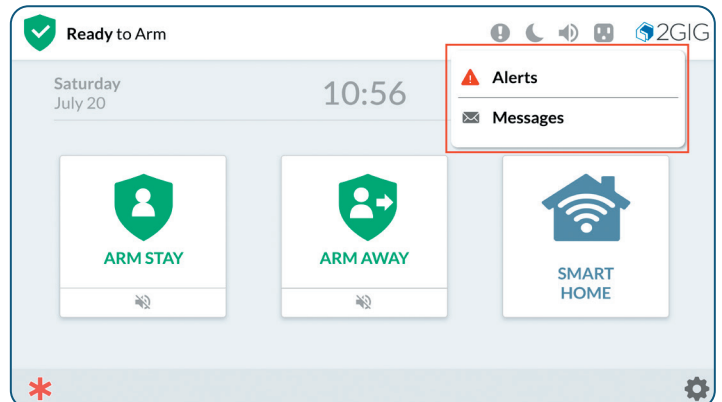 Ready to Arm
2GIG
Saturday
July 20
10:56
Alerts
Messages
ARM STAY
ARM AWAY
SMART
HOME